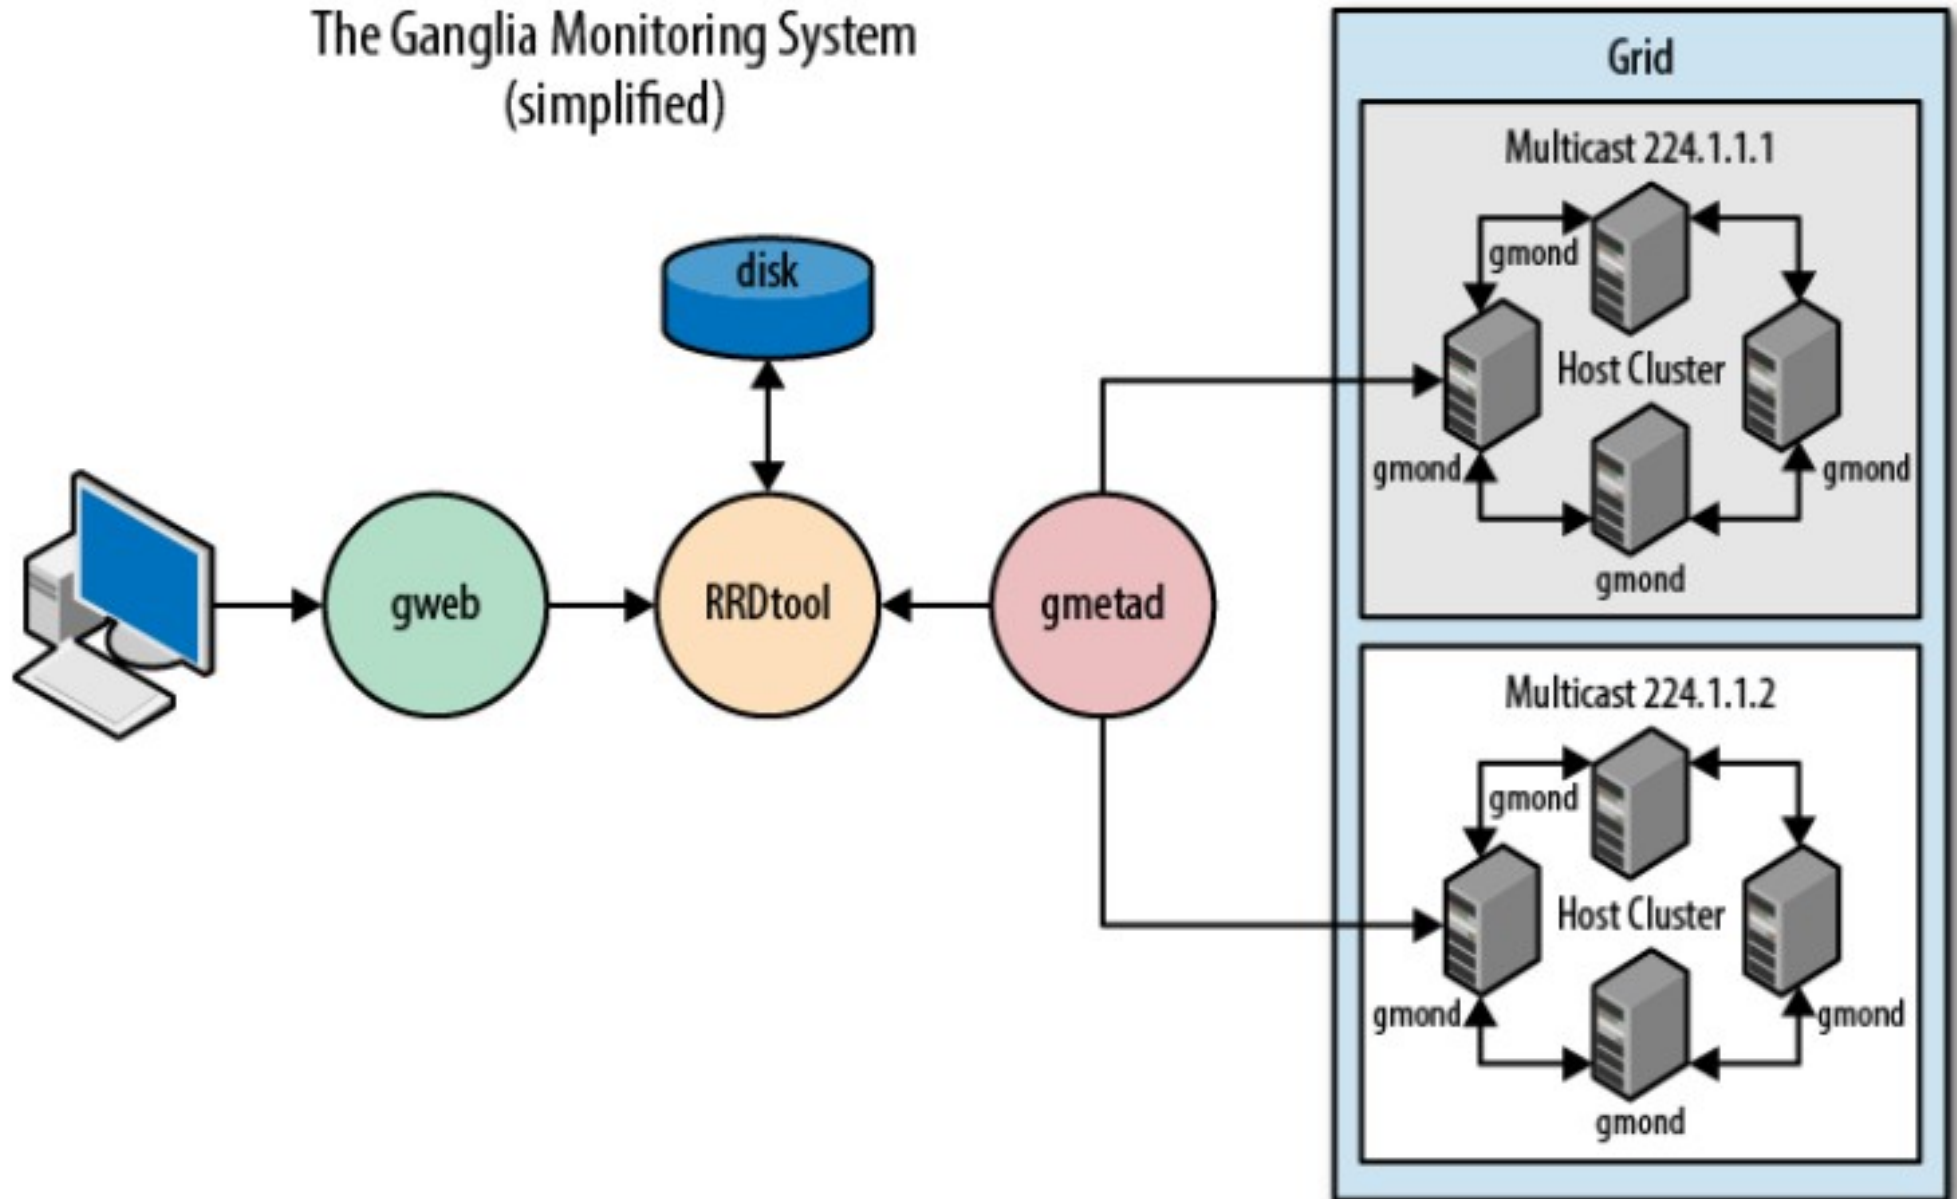 The Ganglia Monitoring System
(simplified)
disk
gweb
RRDtool
gmetad
Grid
Multicast 224.1.1.1
gmond
Host Cluster
gmond
gmond
gmond
Multicast 224.1.1.2
gmond
Host Cluster
gmond
gmond
gmond